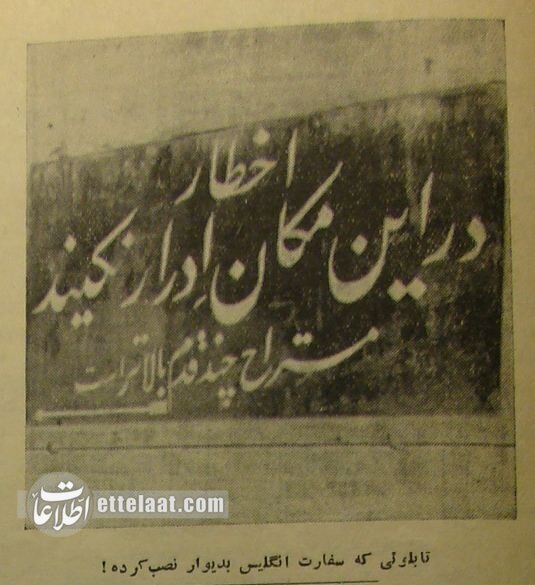 اخطار
در این مکان ادرار نکنید
مستراح چند قدم بالاتر است
اطلاعات
ettelaat.com
تابلوئی که سفارت انگلیس بدیوار نصب کرده!